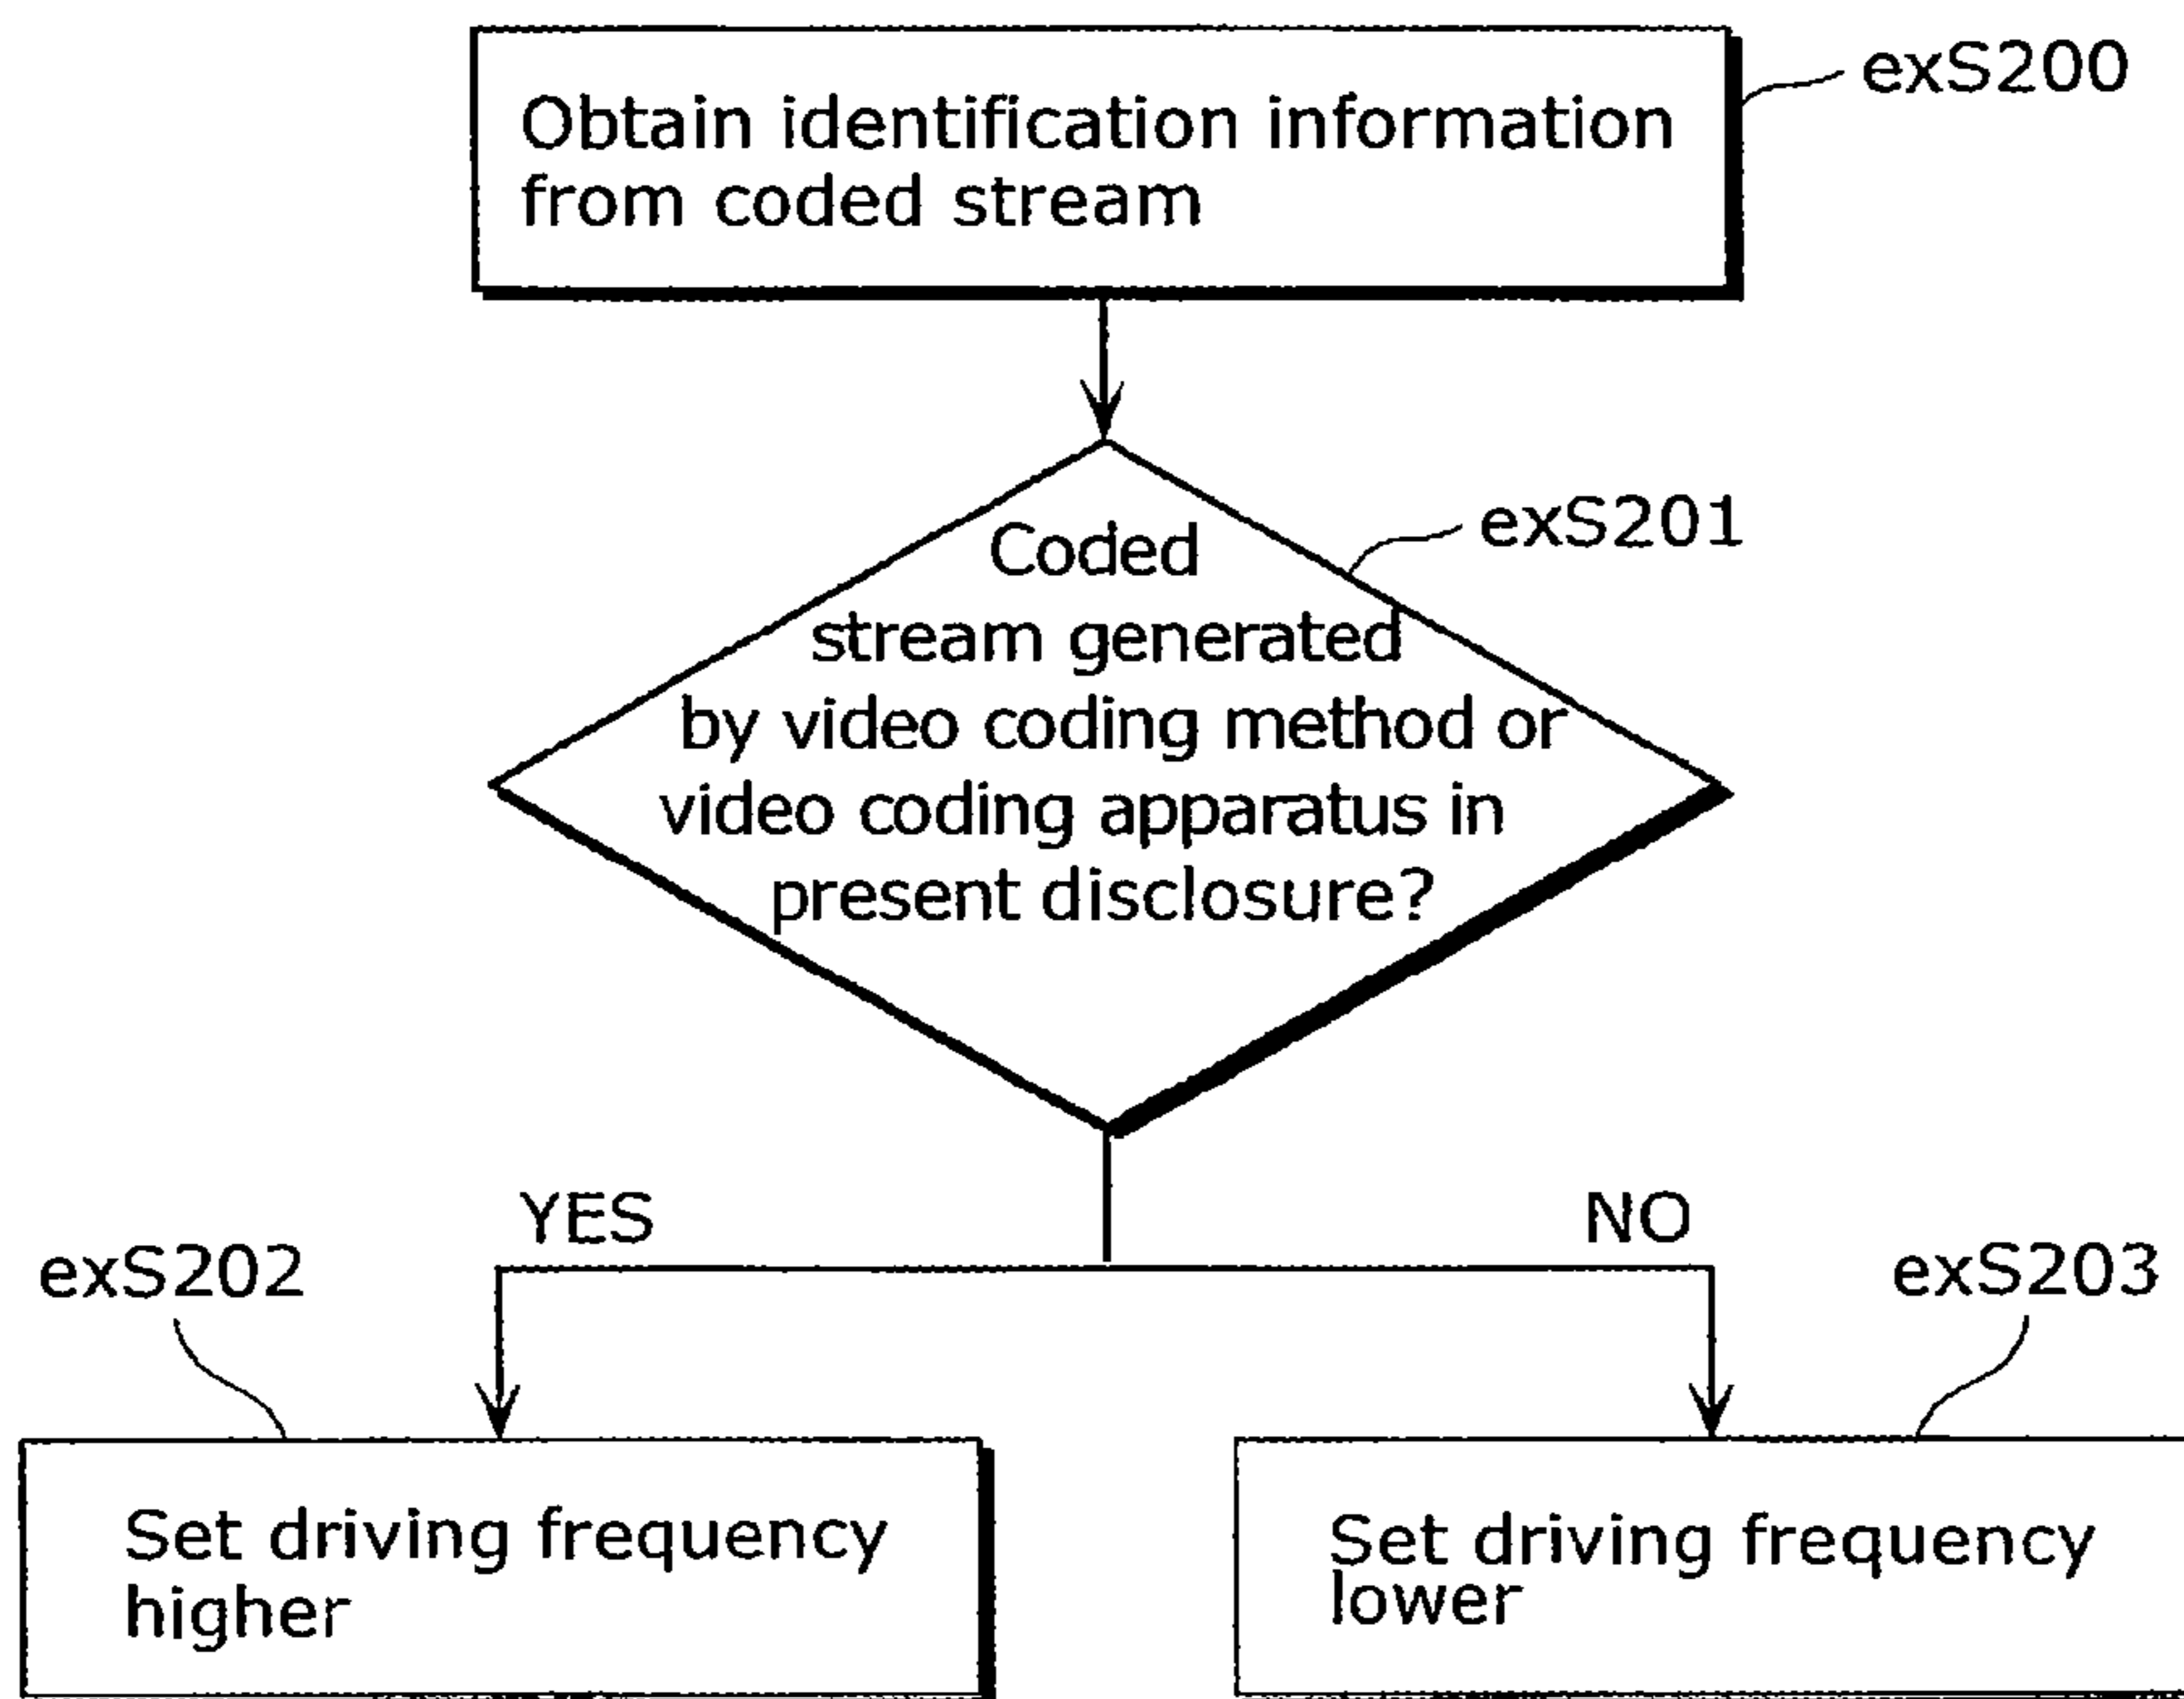 exS200
Obtain identification information
from coded stream
exS201
Coded
stream generated
by video coding method or
video coding apparatus in
present disclosure?
YES
NO
exS202
exS203
Set driving frequency
higher
Set driving frequency
lower